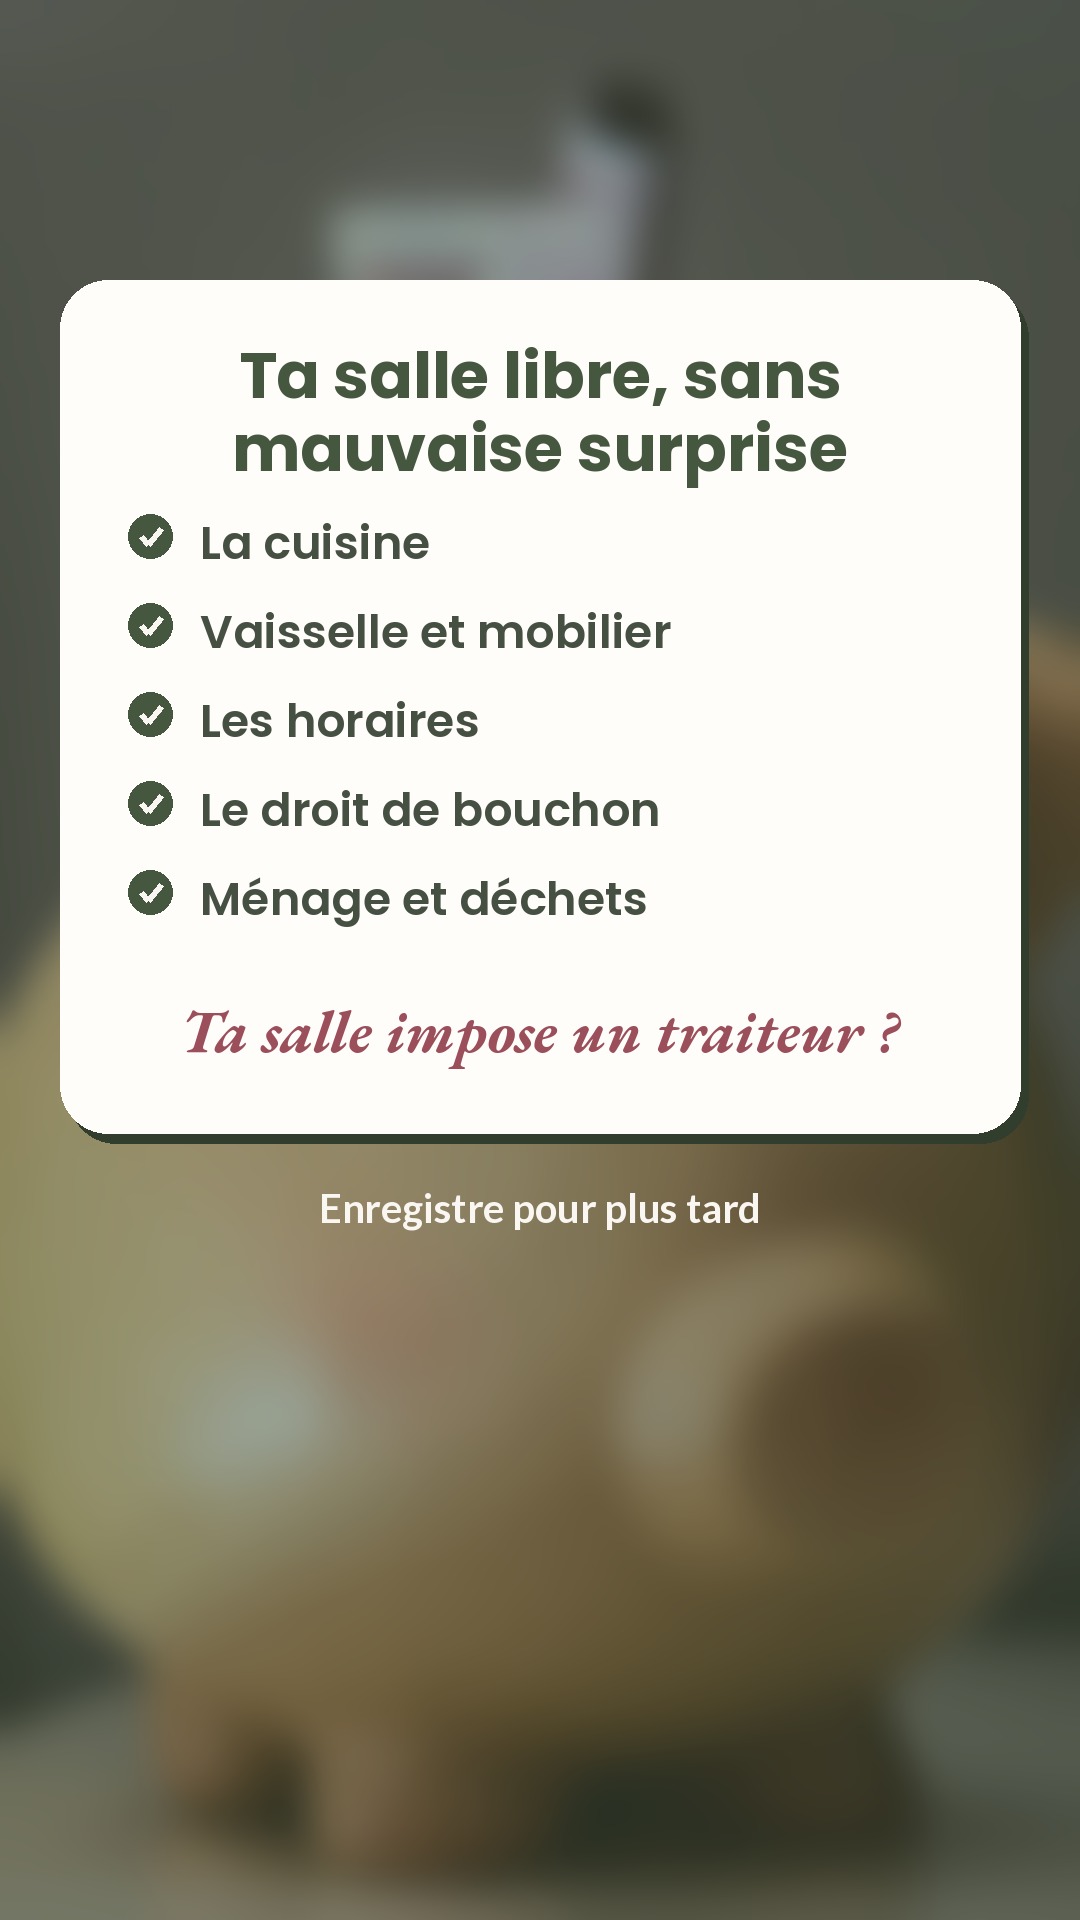 Ta salle libre, sans
mauvaise surprise
La cuisine
Vaisselle et mobilier
Les horaires
Le droit de bouchon
Ménage et déchets
Ta salle impose un traiteur ?
Enregistre pour plus tard